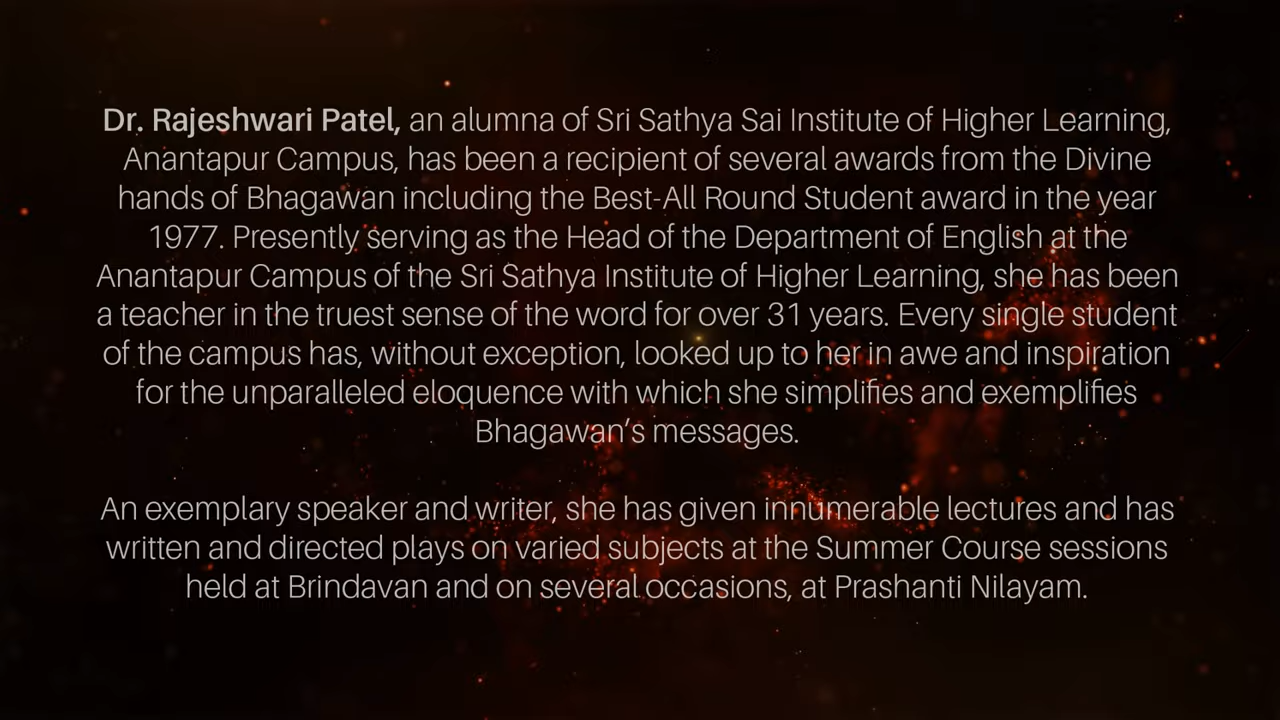 Dr. Rajeshwari Patel, an alumna of Sri Sathya Sai Institute of Higher Learning,
Anantapur Campus, has been a recipient of several awards from the Divine
hands of Bhagawan including the Best-All Round Student award in the year
1977. Presently serving as the Head of the Department of English at the
Anantapur Campus of the Sri Sathya Institute of Higher Learning, she has been
a teacher in the truest sense of the word for over 31 years. Every single student
of the campus has, without exception, looked up to her in awe and inspiration
for the unparalleled eloquence with which she simplifies and exemplifies
Bhagawan’s messages.
An exemplary speaker and writer, she has given innumerable lectures and has
written and directed plays on varied subjects at the Summer Course sessions
held at Brindavan and on several occasions, at Prashanti Nilayam.